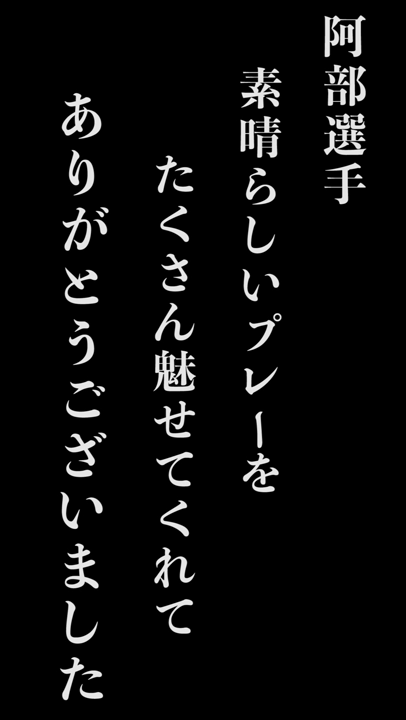 阿部選手
素晴らしいプレーを
たくさん魅せてくれて
ありがとうございました